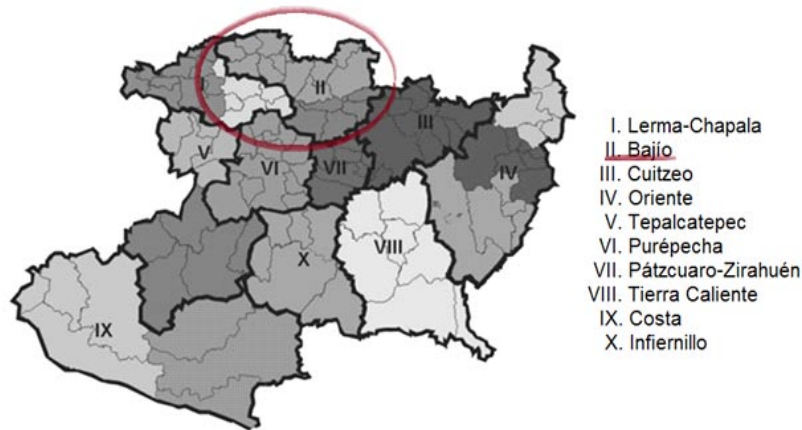 I
II
III
IV
V
VI
VII
VIII
IX
X
I. Lerma-Chapala
II. Bajío
III. Cuitzeo
IV. Oriente
V. Tepalcatepec
VI. Purépecha
VII. Pátzcuaro-Zirahuén
VIII. Tierra Caliente
IX. Costa
X. Infiernillo